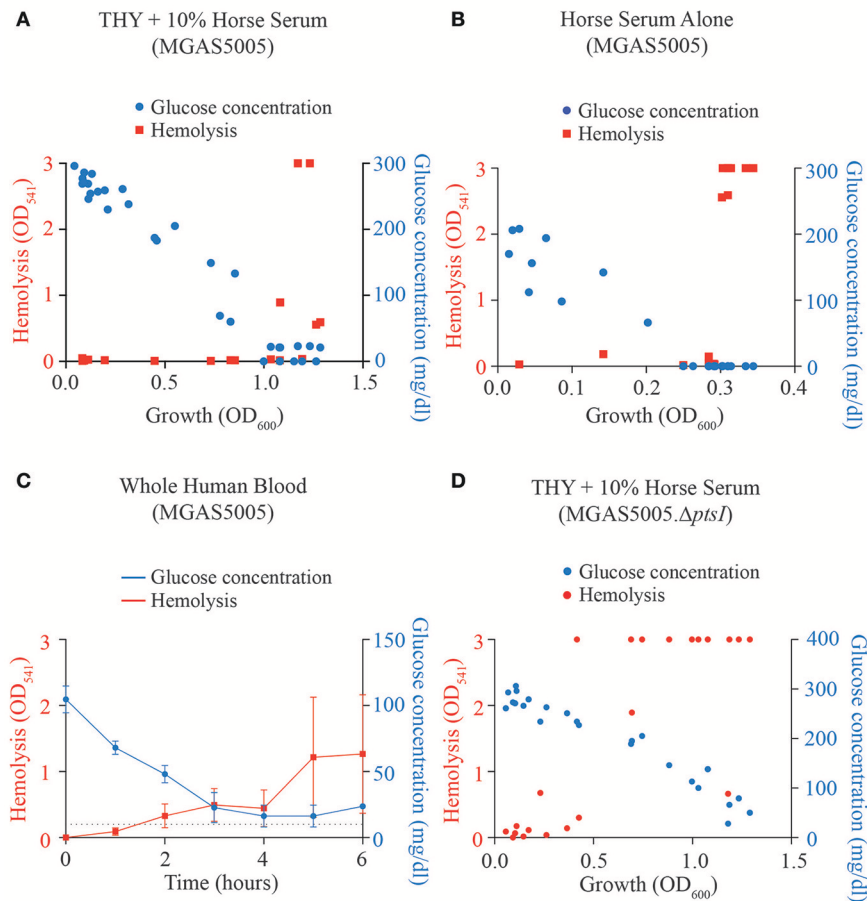 A
THY + 10% Horse Serum
(MGAS5005)
Glucose concentration
Hemolysis
Hemolysis (OD541)
3
2
1
0
Glucose concentration (mg/dl)
300
200
100
0
0.0 0.5 1.0 1.5
Growth (OD600)
B
Horse Serum Alone
(MGAS5005)
Glucose concentration
Hemolysis
Hemolysis (OD541)
3
2
1
0
Glucose concentration (mg/dl)
300
200
100
0
0.0 0.1 0.2 0.3 0.4
Growth (OD600)
C
Whole Human Blood
(MGAS5005)
Glucose concentration
Hemolysis
Hemolysis (OD541)
3
2
1
0
Glucose concentration (mg/dl)
150
100
50
0
0 2 4 6
Time (hours)
D
THY + 10% Horse Serum
(MGAS5005.ΔptsI)
Glucose concentration
Hemolysis
Hemolysis (OD541)
3
2
1
0
Glucose concentration (mg/dl)
400
300
200
100
0
0.0 0.5 1.0 1.5
Growth (OD600)